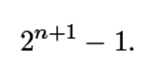 $2^{n+1} - 1.$